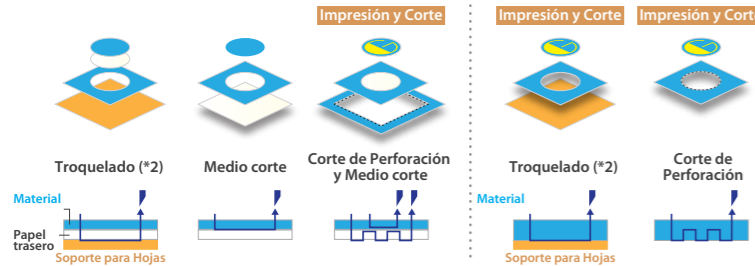 Impresión y Corte
Impresión y Corte
Impresión y Cort
Troquelado (*2)
Medio corte
Corte de Perforación
y Medio corte
Troquelado (*2)
Corte de
Perforación
Material
Papel
trasero
Soporte para Hojas
Material
Soporte para Hojas